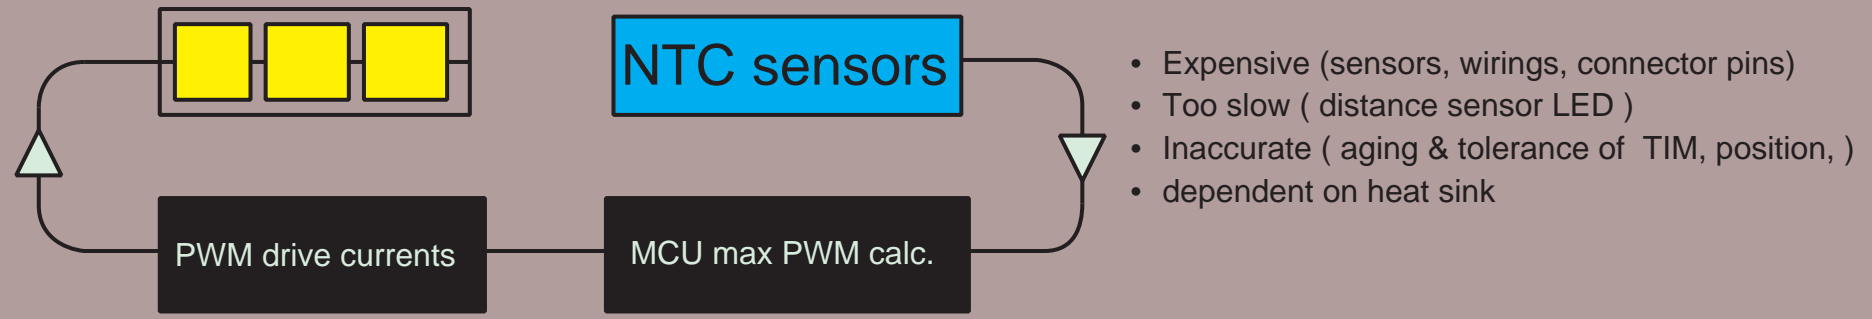 NTC sensors
PWM drive currents
MCU max PWM calc.
• Expensive (sensors, wirings, connector pins)
• Too slow ( distance sensor LED )
• Inaccurate ( aging & tolerance of  TIM, position, )
• dependent on heat sink